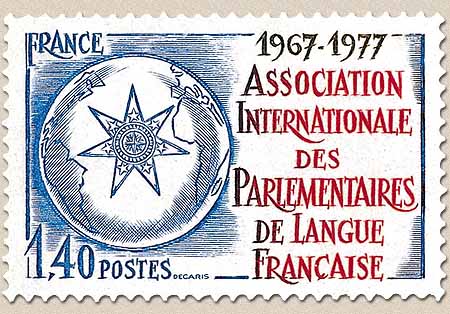 FRANCE
1967-1977
ASSOCIATION
INTERNATIONALE
DES
PARLEMENTAIRES
DE LANGUE
FRANÇAISE
1,40 POSTES
DECARIS